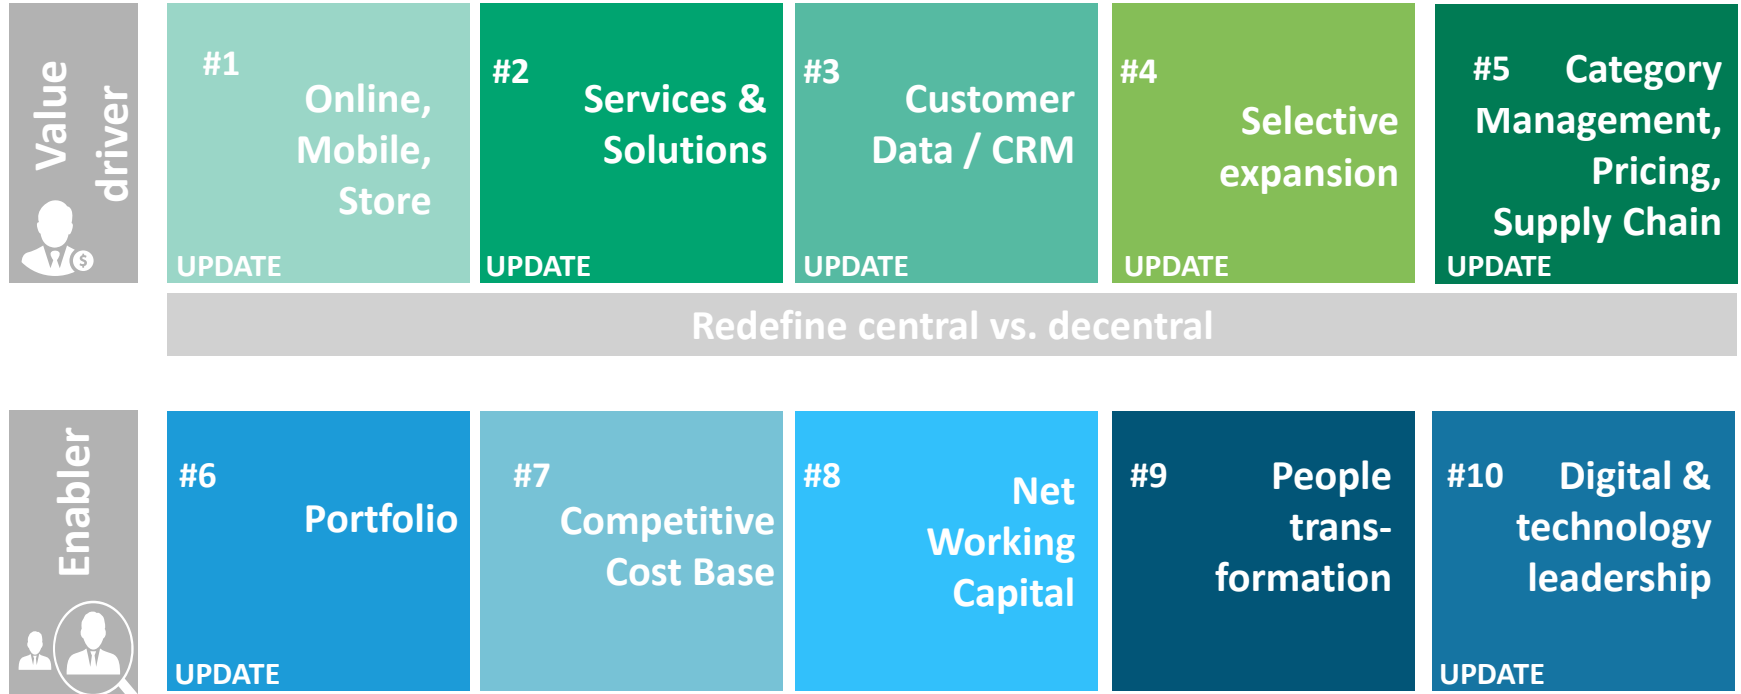 Value
driver
#1
Online,
Mobile,
Store
UPDATE
#2
Services &
Solutions
UPDATE
#3
Customer
Data / CRM
UPDATE
#4
Selective
expansion
UPDATE
#5 Category
Management,
Pricing,
Supply Chain
UPDATE
Redefine central vs. decentral
Enabler
#6
Portfolio
UPDATE
#7
Competitive
Cost Base
#8
Net
Working
Capital
#9 People
trans-
formation
#10 Digital &
technology
leadership
UPDATE